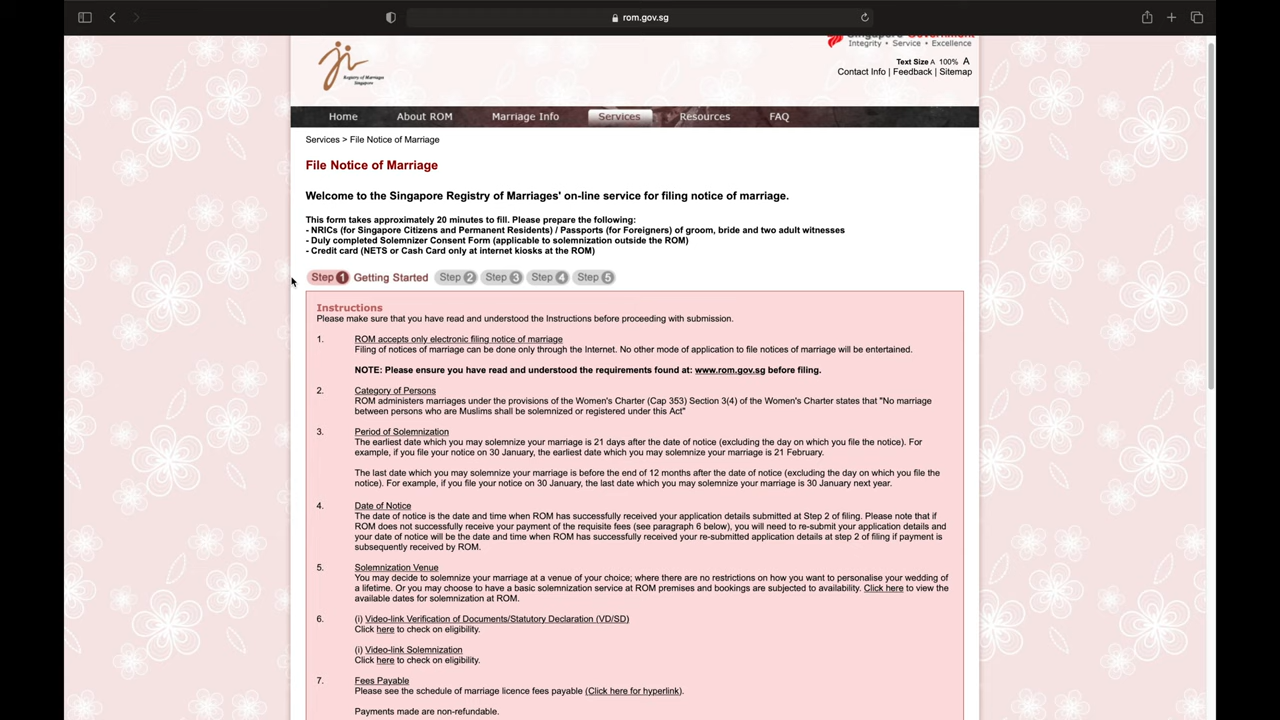 rom.gov.sg
Singapore Government
Integrity • Service • Excellence
Registry of Marriages
Singapore
Text Size A 100% A
Contact Info | Feedback | Sitemap
Home About ROM Marriage Info Services Resources FAQ
Services > File Notice of Marriage
File Notice of Marriage
Welcome to the Singapore Registry of Marriages' on-line service for filing notice of marriage.
This form takes approximately 20 minutes to fill. Please prepare the following:
- NRICs (for Singapore Citizens and Permanent Residents) / Passports (for Foreigners) of groom, bride and two adult witnesses
- Duly completed Solemnizer Consent Form (applicable to solemnization outside the ROM)
- Credit card (NETS or Cash Card only at internet kiosks at the ROM)
Step 1 Getting Started Step 2 Step 3 Step 4 Step 5
Instructions
Please make sure that you have read and understood the Instructions before proceeding with submission.
1. ROM accepts only electronic filing notice of marriage
Filing of notices of marriage can be done only through the Internet. No other mode of application to file notices of marriage will be entertained.
NOTE: Please ensure you have read and understood the requirements found at: www.rom.gov.sg before filing.
2. Category of Persons
ROM administers marriages under the provisions of the Women's Charter (Cap 353) Section 3(4) of the Women's Charter states that "No marriage
between persons who are Muslims shall be solemnized or registered under this Act"
3. Period of Solemnization
The earliest date which you may solemnize your marriage is 21 days after the date of notice (excluding the day on which you file the notice). For
example, if you file your notice on 30 January, the earliest date which you may solemnize your marriage is 21 February.
The last date which you may solemnize your marriage is before the end of 12 months after the date of notice (excluding the day on which you file the
notice). For example, if you file your notice on 30 January, the last date which you may solemnize your marriage is 30 January next year.
4. Date of Notice
The date of notice is the date and time when ROM has successfully received your application details submitted at Step 2 of filing. Please note that if
ROM does not successfully receive your payment of the requisite fees (see paragraph 6 below), you will need to re-submit your application details and
your date of notice will be the date and time when ROM has successfully received your re-submitted application details at step 2 of filing if payment is
subsequently received by ROM.
5. Solemnization Venue
You may decide to solemnize your marriage at a venue of your choice; where there are no restrictions on how you want to personalise your wedding of
a lifetime. Or you may choose to have a basic solemnization service at ROM premises and bookings are subjected to availability. Click here to view the
available dates for solemnization at ROM.
6. (i) Video-link Verification of Documents/Statutory Declaration (VD/SD)
Click here to check on eligibility.
(i) Video-link Solemnization
Click here to check on eligibility.
7. Fees Payable
Please see the schedule of marriage licence fees payable (Click here for hyperlink).
Payments made are non-refundable.